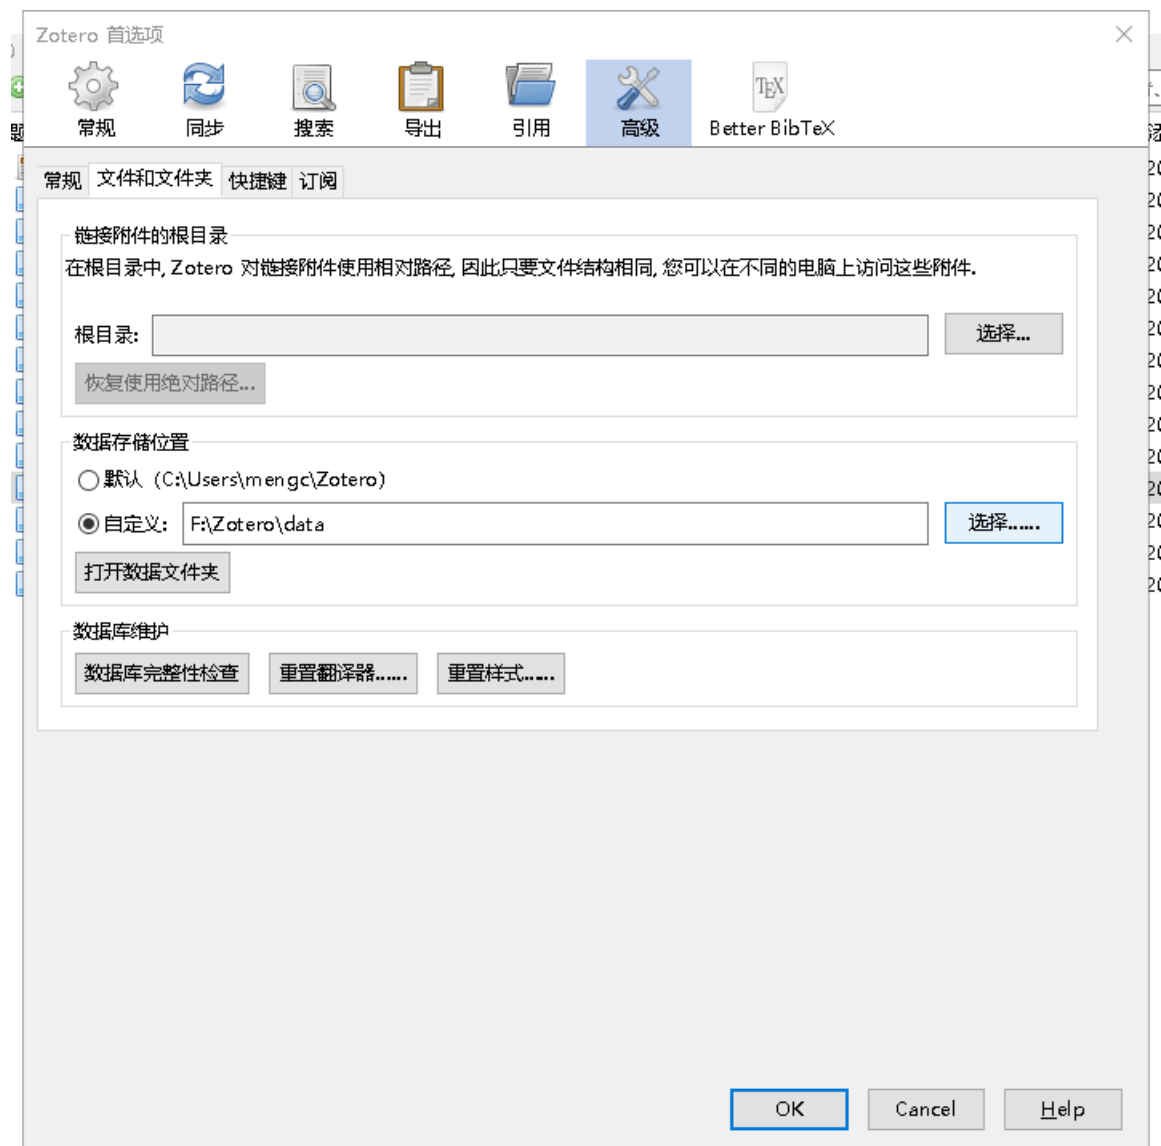 Zotero 首选项
常规 同步 搜索 导出 引用 高级 Better BibTeX
常规 文件和文件夹 快捷键 订阅
链接附件的根目录
在根目录中, Zotero 对链接附件使用相对路径, 因此只要文件结构相同, 您可以在不同的电脑上访问这些附件.
根目录: 选择...
恢复使用绝对路径...
数据存储位置
默认 (C:\Users\mengc\Zotero)
自定义: F:\Zotero\data 选择......
打开数据文件夹
数据库维护
数据库完整性检查 重置翻译器...... 重置样式......
OK Cancel Help